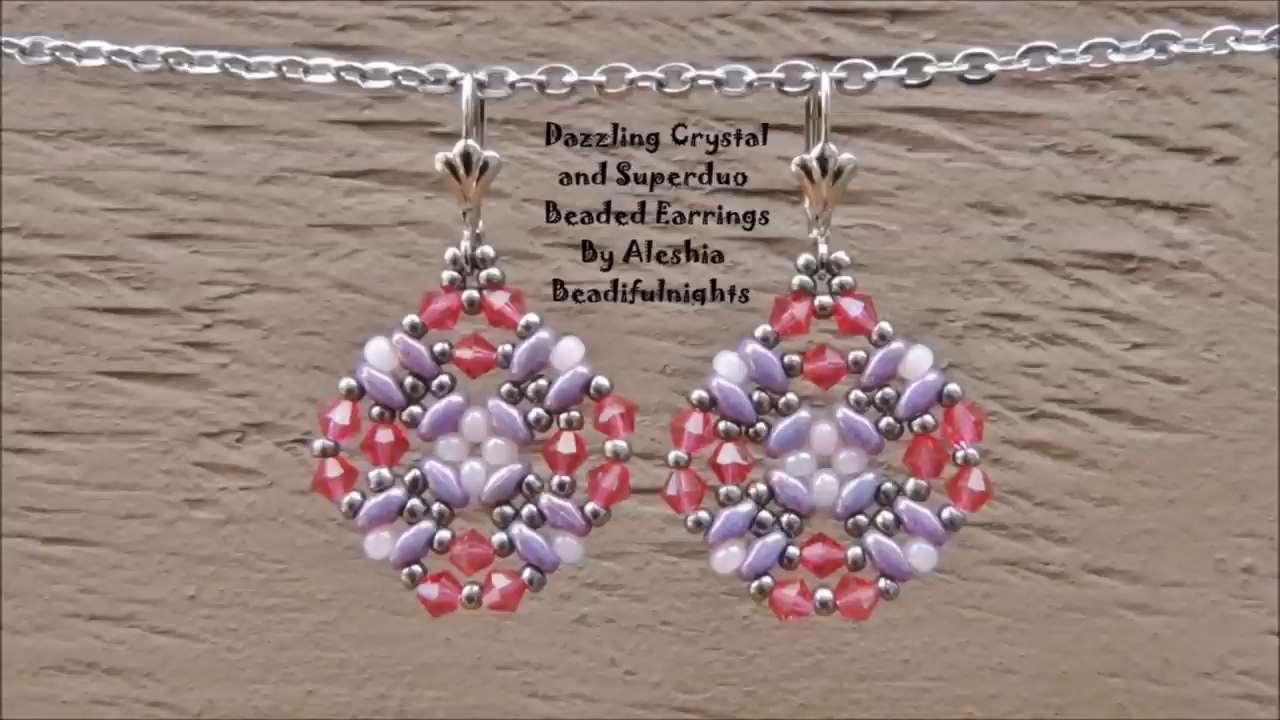 Dazzling Crystal
and Superduo
Beaded Earrings
By Aleshia
Beadifulnights